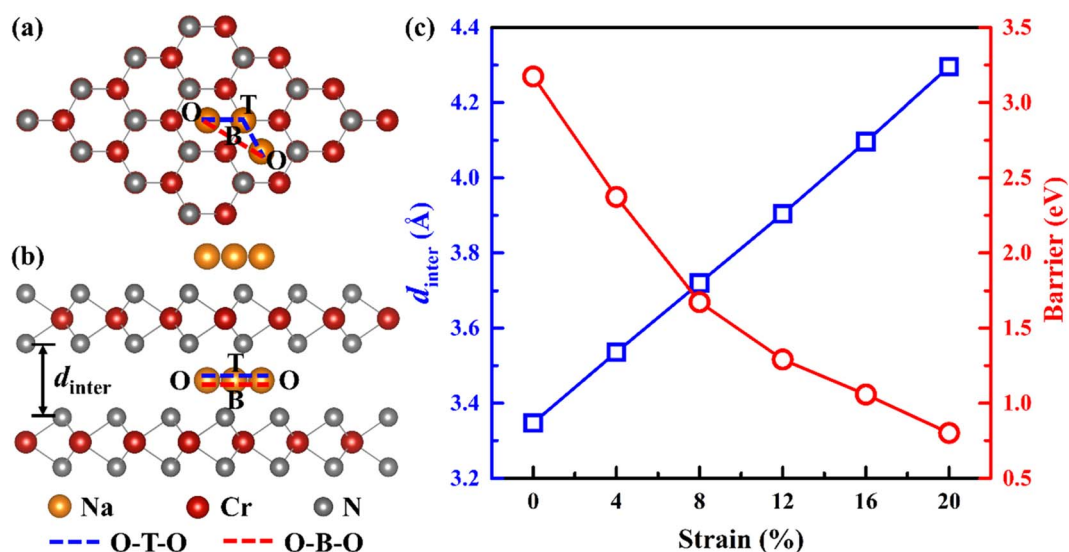 (a)
O T
B
O
(b)
d_inter
T
O O
B
Na Cr N
O-T-O O-B-O
(c)
d_inter (Å)
4.4
4.2
4.0
3.8
3.6
3.4
3.2
3.5
3.0
2.5
2.0
1.5
1.0
0.5
Barrier (eV)
0 4 8 12 16 20
Strain (%)